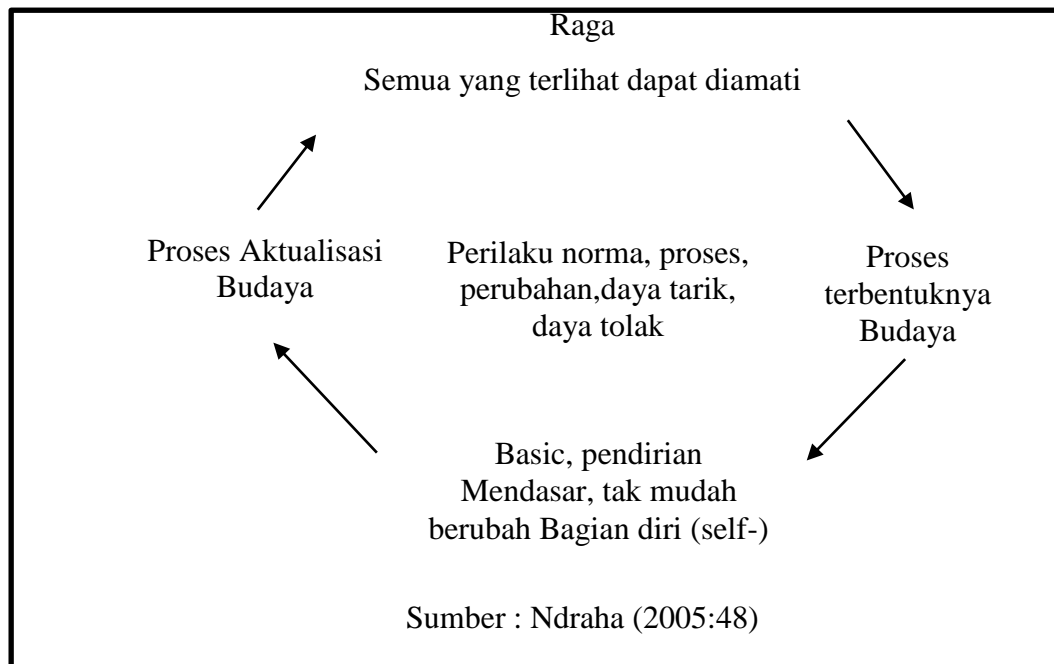 Raga
Semua yang terlihat dapat diamati
Proses Aktualisasi
Budaya
Perilaku norma, proses,
perubahan,daya tarik,
daya tolak
Proses
terbentuknya
Budaya
Basic, pendirian
Mendasar, tak mudah
berubah Bagian diri (self-)
Sumber : Ndraha (2005:48)